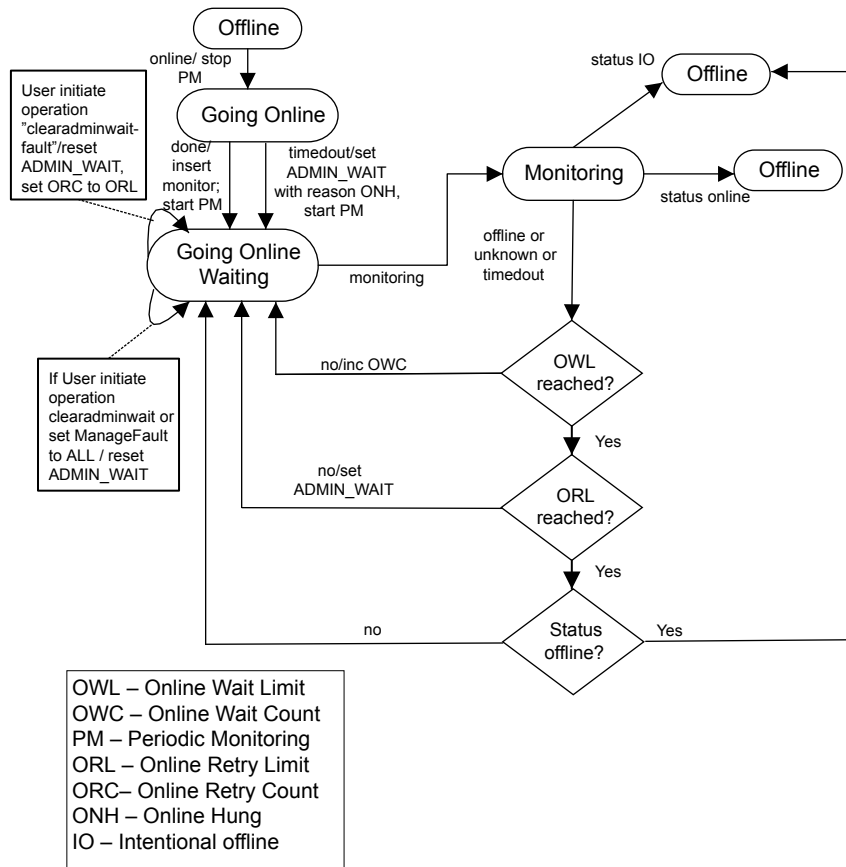 Offline
online/ stop
PM
User initiate
operation
"clearadminwait-
fault"/reset
ADMIN_WAIT,
set ORC to ORL
Going Online
done/
insert
monitor;
start PM
timedout/set
ADMIN_WAIT
with reason ONH,
start PM
Going Online
Waiting
monitoring
status IO
Offline
Monitoring
Offline
status online
offline or
unknown or
timedout
If User initiate
operation
clearadminwait or
set ManageFault
to ALL / reset
ADMIN_WAIT
no/inc OWC
OWL
reached?
Yes
no/set
ADMIN_WAIT
ORL
reached?
Yes
no
Status
offline?
Yes
OWL – Online Wait Limit
OWC – Online Wait Count
PM – Periodic Monitoring
ORL – Online Retry Limit
ORC– Online Retry Count
ONH – Online Hung
IO – Intentional offline